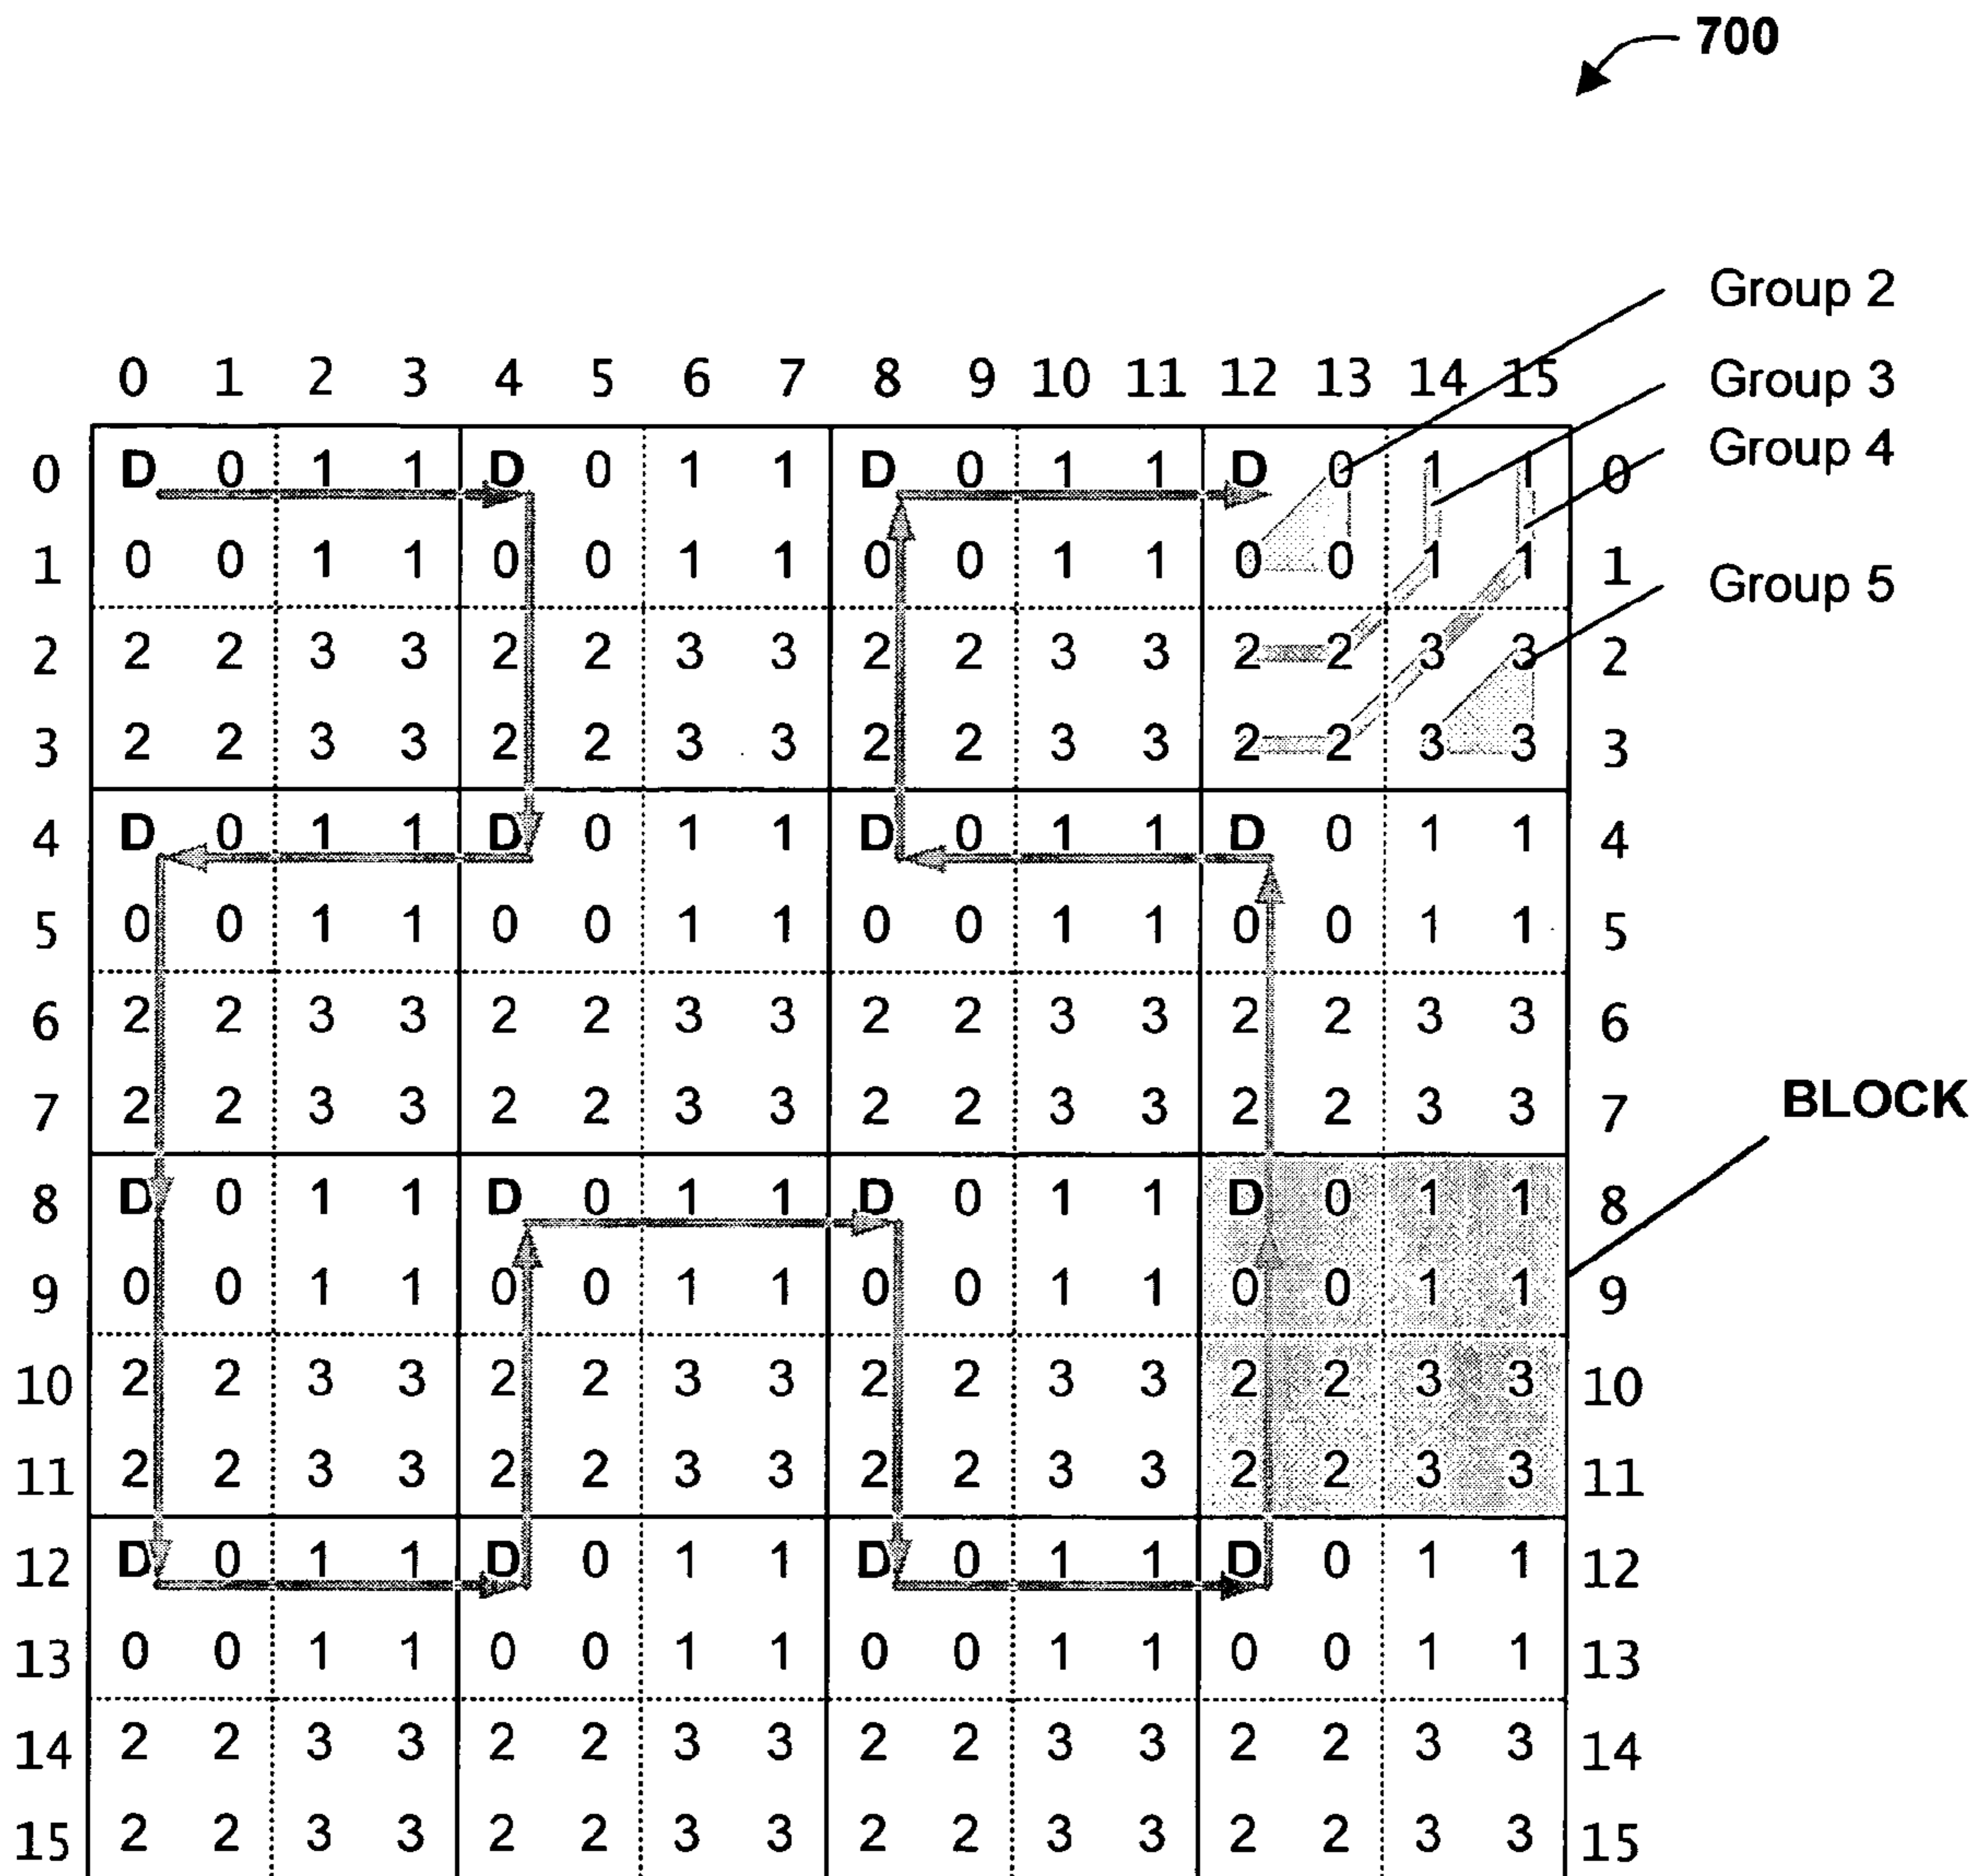 700
Group 2
Group 3
Group 4
Group 5
0 1 2 3 4 5 6 7 8 9 10 11 12 13 14 15
0 D 0 1 1 D 0 1 1 D 0 1 1 D 0 1 1 0
1 0 0 1 1 0 0 1 1 0 0 1 1 0 0 1 1 1
2 2 2 3 3 2 2 3 3 2 2 3 3 2 2 3 3 2
3 2 2 3 3 2 2 3 3 2 2 3 3 2 2 3 3 3
4 D 0 1 1 D 0 1 1 D 0 1 1 D 0 1 1 4
5 0 0 1 1 0 0 1 1 0 0 1 1 0 0 1 1 5
6 2 2 3 3 2 2 3 3 2 2 3 3 2 2 3 3 6
7 2 2 3 3 2 2 3 3 2 2 3 3 2 2 3 3 7
BLOCK
8 D 0 1 1 D 0 1 1 D 0 1 1 D 0 1 1 8
9 0 0 1 1 0 0 1 1 0 0 1 1 0 0 1 1 9
10 2 2 3 3 2 2 3 3 2 2 3 3 2 2 3 3 10
11 2 2 3 3 2 2 3 3 2 2 3 3 2 2 3 3 11
12 D 0 1 1 D 0 1 1 D 0 1 1 D 0 1 1 12
13 0 0 1 1 0 0 1 1 0 0 1 1 0 0 1 1 13
14 2 2 3 3 2 2 3 3 2 2 3 3 2 2 3 3 14
15 2 2 3 3 2 2 3 3 2 2 3 3 2 2 3 3 15